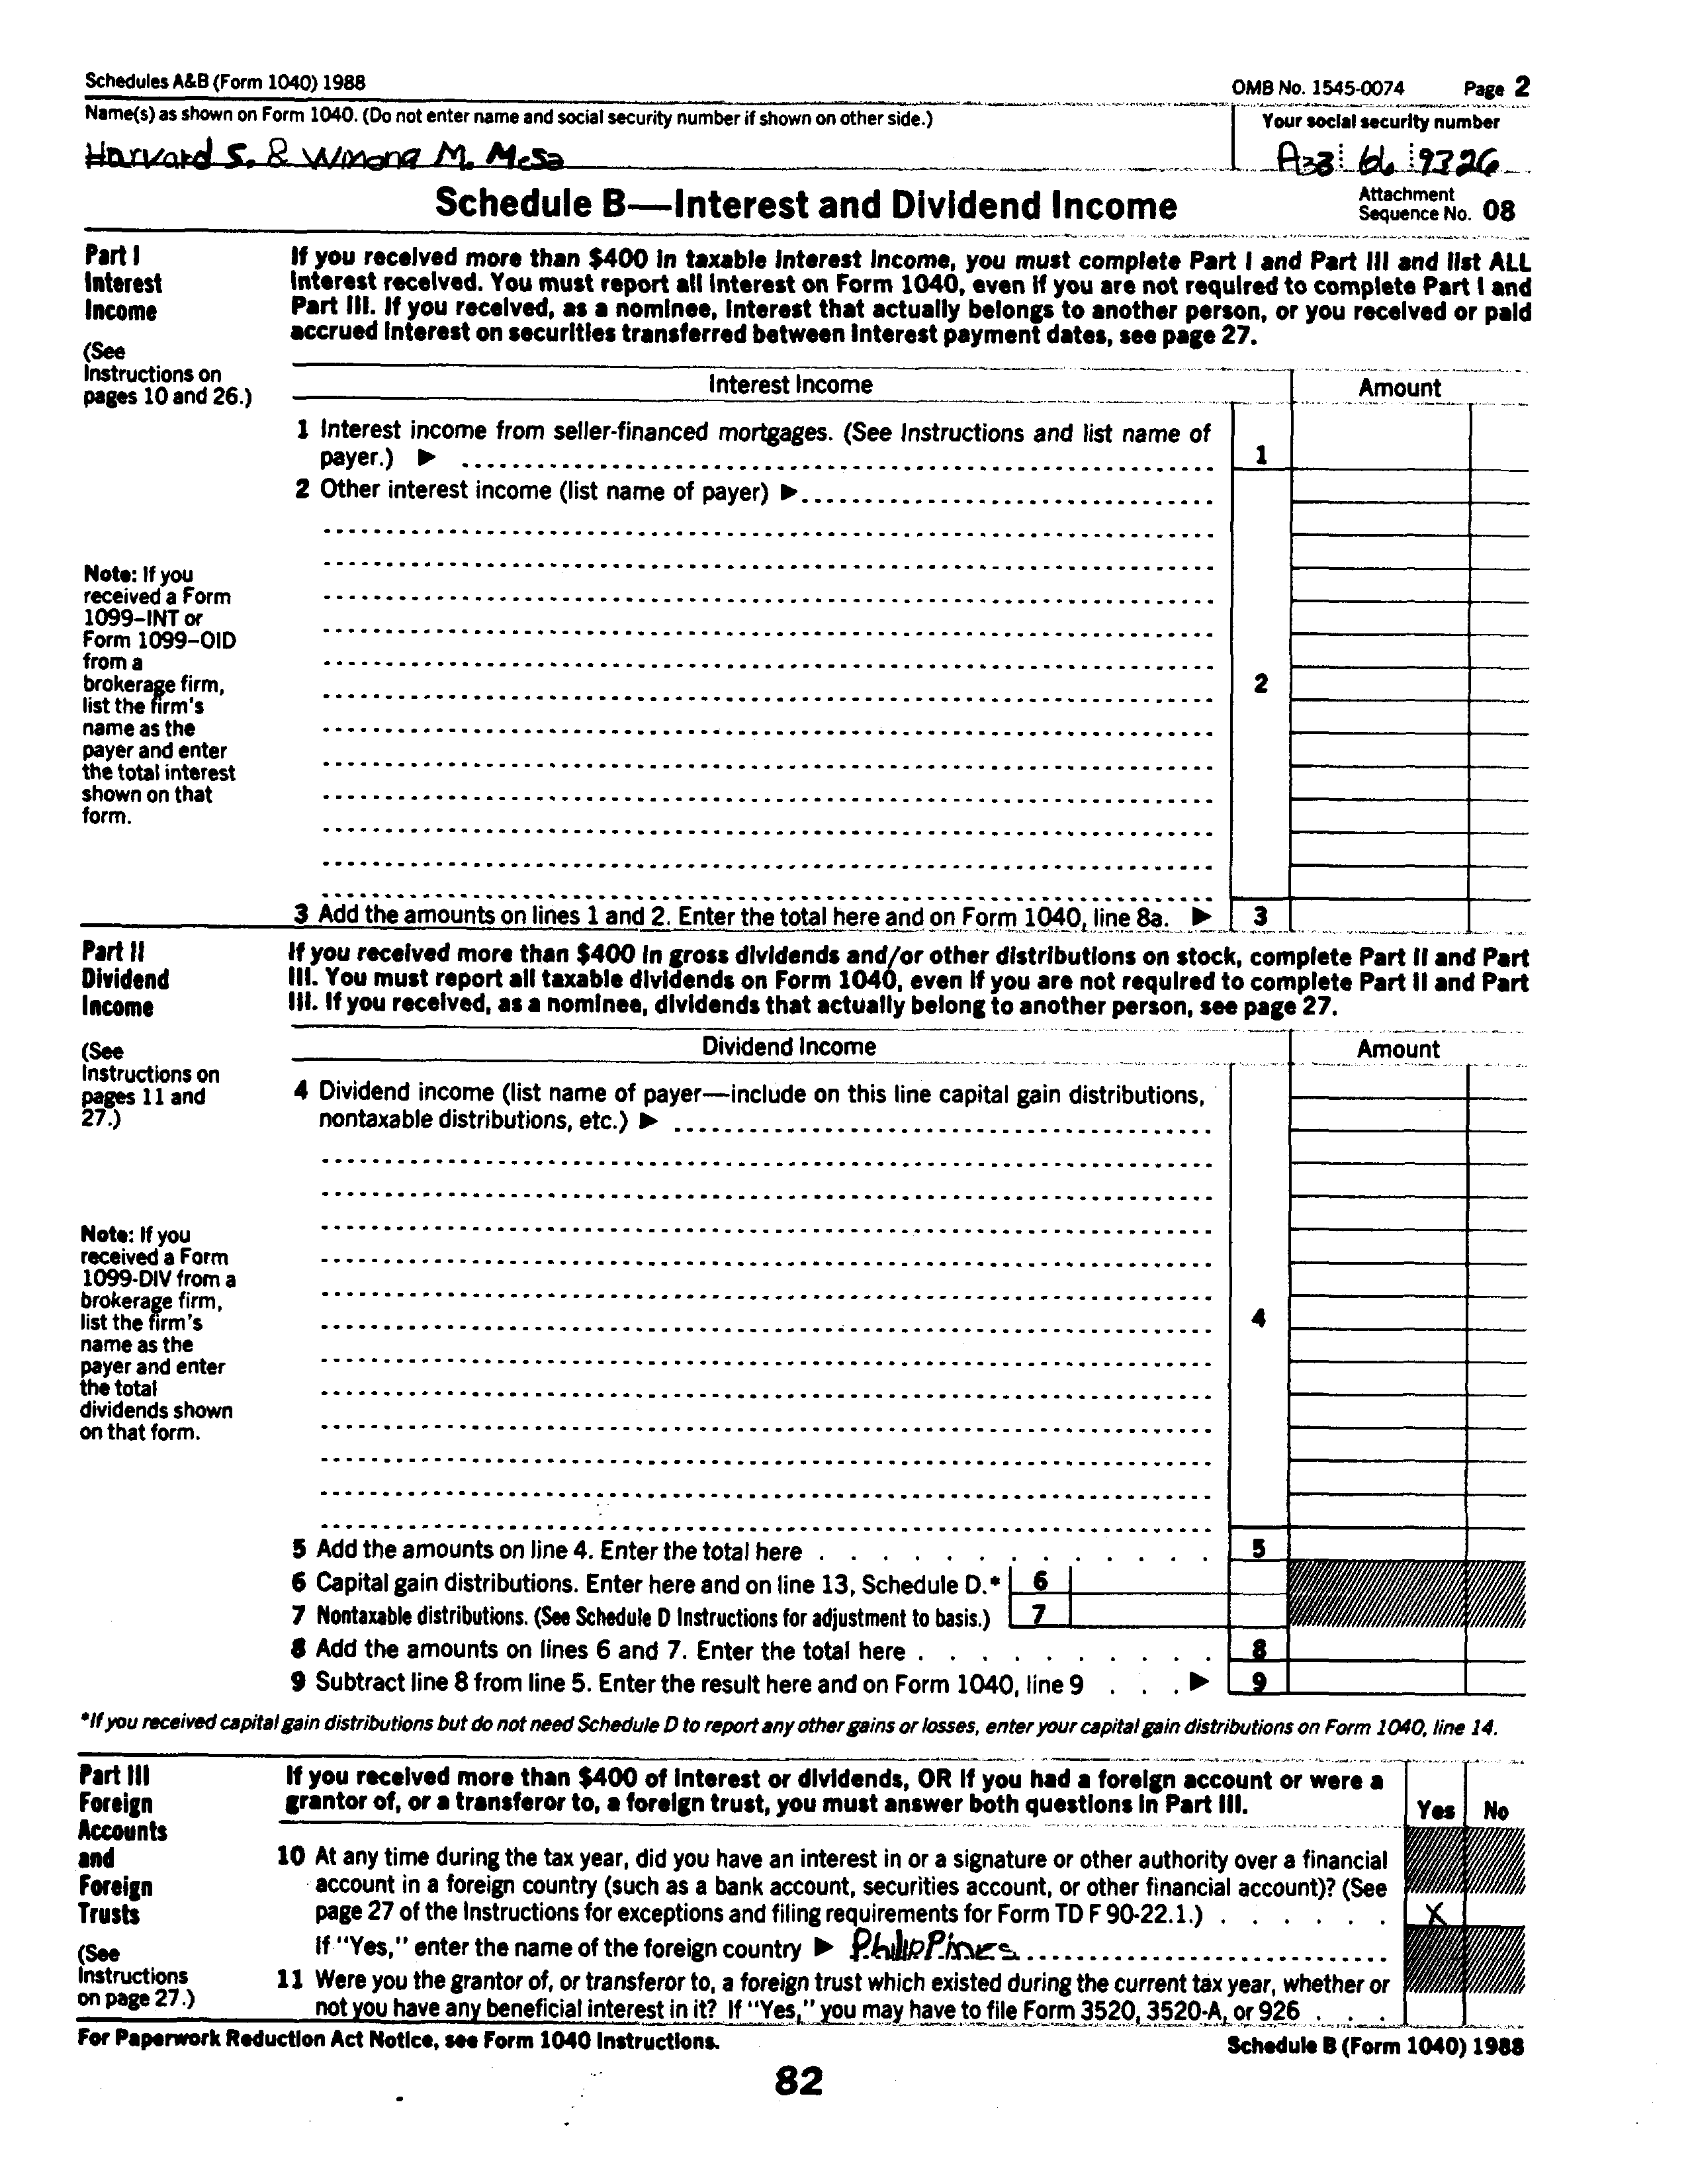 Schedules A&B (Form 1040) 1988 OMB No. 1545-0074 Page 2
Name(s) as shown on Form 1040. (Do not enter name and social security number if shown on other side.) Your social security number
Harvard S. & Winona M. Mesa A33 66 9326
Schedule B—Interest and Dividend Income
Attachment
Sequence No. 08
Part I
Interest
Income
(See
Instructions on
pages 10 and 26.)
If you received more than $400 in taxable interest income, you must complete Part I and Part III and list ALL
interest received. You must report all interest on Form 1040, even if you are not required to complete Part I and
Part III. If you received, as a nominee, interest that actually belongs to another person, or you received or paid
accrued interest on securities transferred between interest payment dates, see page 27.
Interest Income Amount
1 Interest income from seller-financed mortgages. (See Instructions and list name of
payer.) ▶ 1
2 Other interest income (list name of payer) ▶
Note: If you
received a Form
1099–INT or
Form 1099–OID
from a
brokerage firm,
list the firm's
name as the
payer and enter
the total interest
shown on that
form.
2
3 Add the amounts on lines 1 and 2. Enter the total here and on Form 1040, line 8a. ▶ 3
Part II
Dividend
Income
(See
Instructions on
pages 11 and
27.)
If you received more than $400 in gross dividends and/or other distributions on stock, complete Part II and Part
III. You must report all taxable dividends on Form 1040, even if you are not required to complete Part II and Part
III. If you received, as a nominee, dividends that actually belong to another person, see page 27.
Dividend Income Amount
4 Dividend income (list name of payer—include on this line capital gain distributions,
nontaxable distributions, etc.) ▶
Note: If you
received a Form
1099-DIV from a
brokerage firm,
list the firm's
name as the
payer and enter
the total
dividends shown
on that form.
4
5 Add the amounts on line 4. Enter the total here . . . . . . . . . . . . 5
6 Capital gain distributions. Enter here and on line 13, Schedule D.* 6
7 Nontaxable distributions. (See Schedule D Instructions for adjustment to basis.) 7
8 Add the amounts on lines 6 and 7. Enter the total here . . . . . . . . . . 8
9 Subtract line 8 from line 5. Enter the result here and on Form 1040, line 9 . . . ▶ 9
*If you received capital gain distributions but do not need Schedule D to report any other gains or losses, enter your capital gain distributions on Form 1040, line 14.
Part III
Foreign
Accounts
and
Foreign
Trusts
(See
Instructions
on page 27.)
If you received more than $400 of interest or dividends, OR if you had a foreign account or were a
grantor of, or a transferor to, a foreign trust, you must answer both questions in Part III.
Yes No
10 At any time during the tax year, did you have an interest in or a signature or other authority over a financial
account in a foreign country (such as a bank account, securities account, or other financial account)? (See
page 27 of the Instructions for exceptions and filing requirements for Form TD F 90-22.1.) . . . . . . X
If "Yes," enter the name of the foreign country ▶ Philippines
11 Were you the grantor of, or transferor to, a foreign trust which existed during the current tax year, whether or
not you have any beneficial interest in it? If "Yes," you may have to file Form 3520, 3520-A, or 926 . . .
For Paperwork Reduction Act Notice, see Form 1040 Instructions. Schedule B (Form 1040) 1988
82